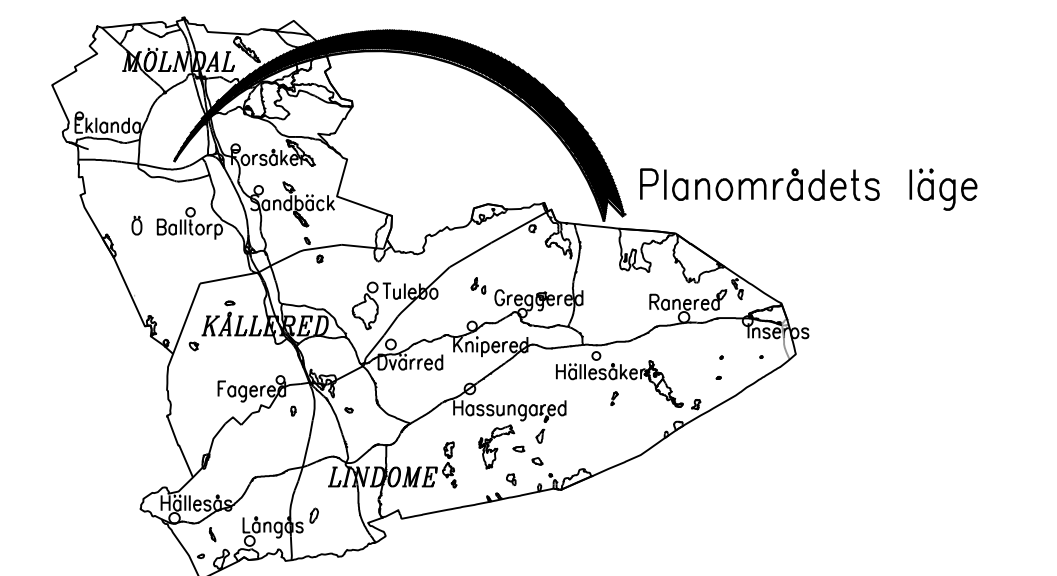 MÖLNDAL
Eklanda
Forsåker
Planområdets läge
Sandbäck
Ö Balltorp
Tulebo
Greggered
Ranered
KÅLLERED
Inseros
Knipered
Dvärred
Hällesåker
Fagered
Hassungared
LINDOME
Hällesås
Långås